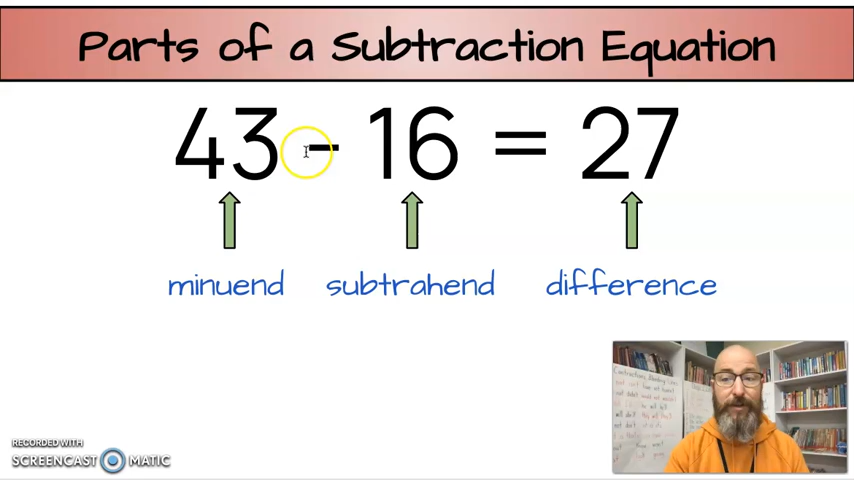 Parts of a Subtraction Equation
43 - 16 = 27
minuend subtrahend difference
RECORDED WITH
SCREENCAST MATIC